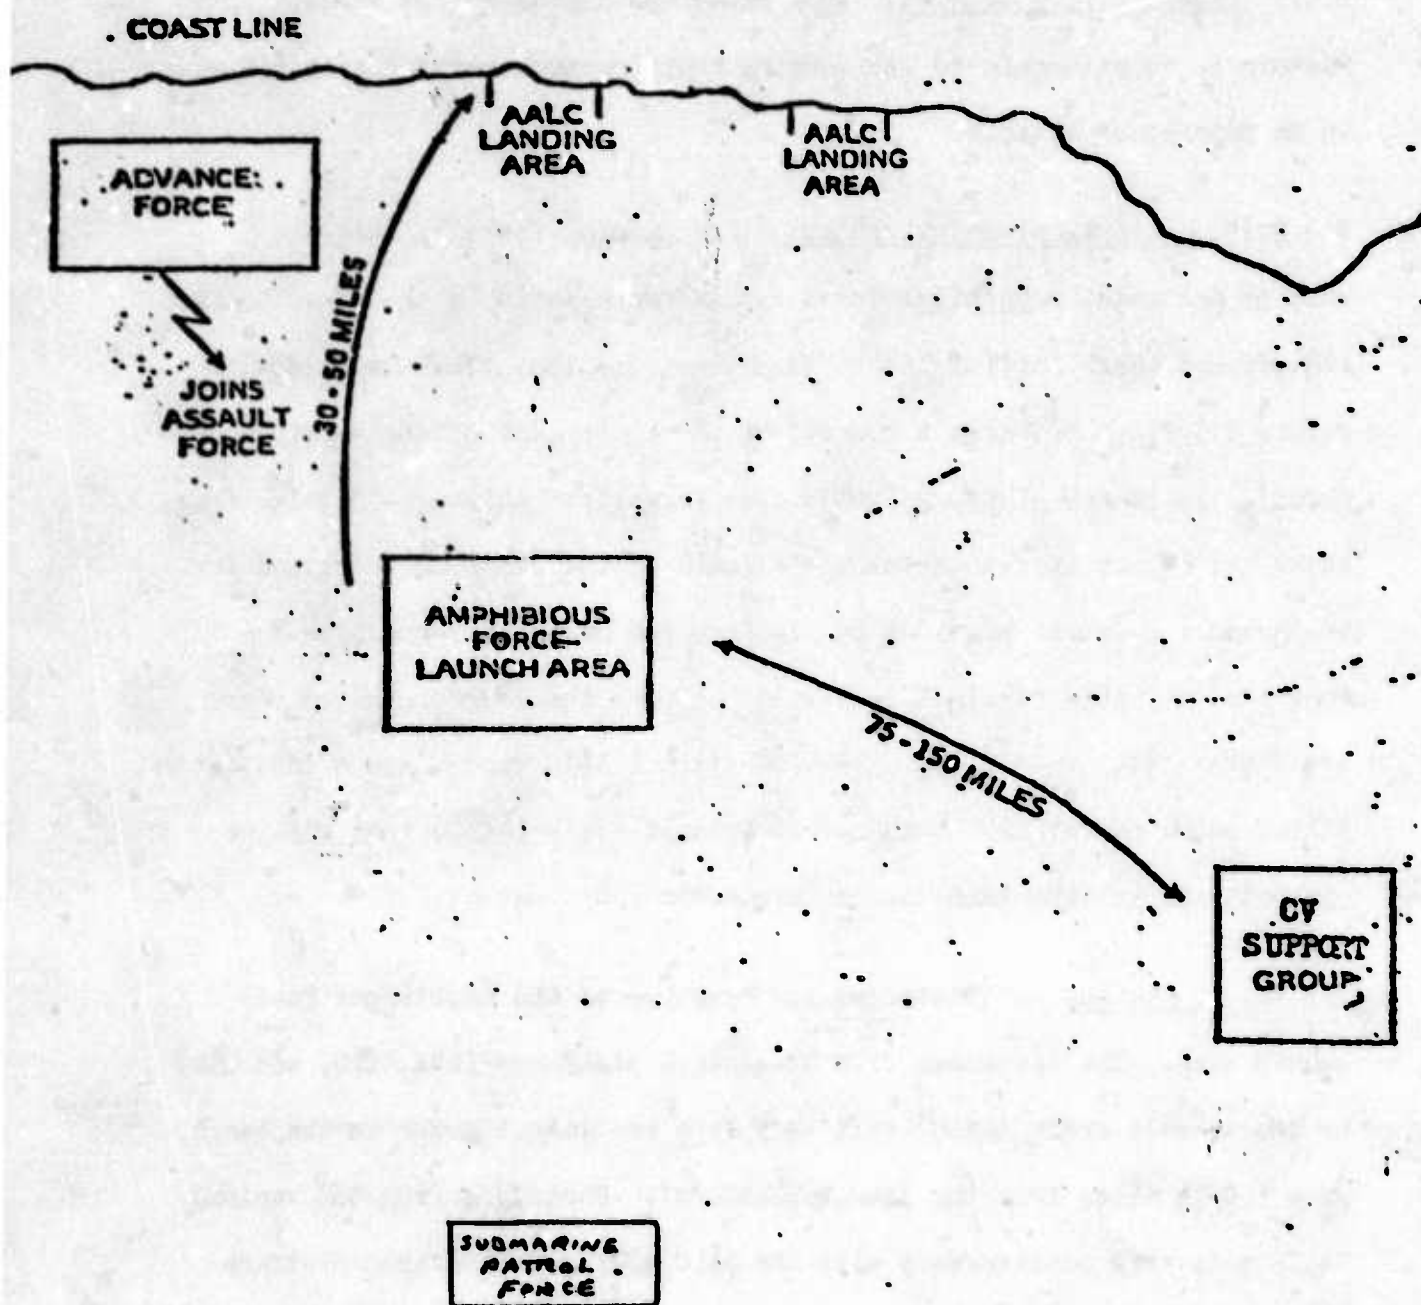 COAST LINE
AALC
LANDING
AREA
AALC
LANDING
AREA
ADVANCE
FORCE
30 - 50 MILES
JOINS
ASSAULT
FORCE
AMPHIBIOUS
FORCE
LAUNCH AREA
75 - 150 MILES
CV
SUPPORT
GROUP
SUBMARINE
PATROL
FORCE